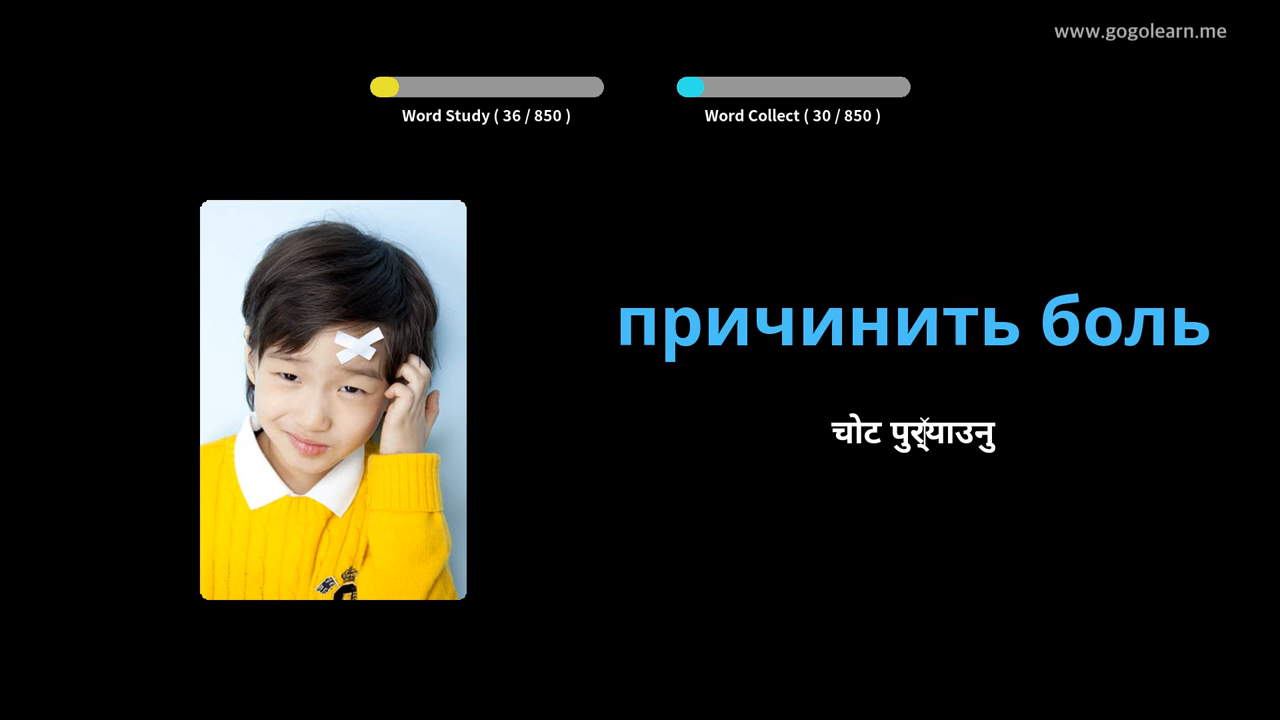 www.gogolearn.me
Word Study ( 36 / 850 )
Word Collect ( 30 / 850 )
причинить боль
चोट पुर्‍याउनु